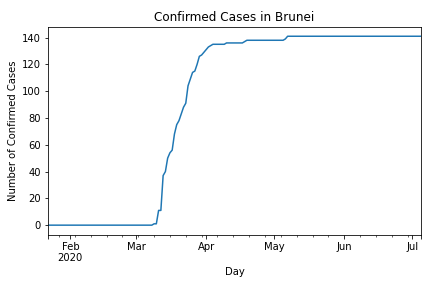 Confirmed Cases in Brunei
Number of Confirmed Cases
140
120
100
80
60
40
20
0
Feb Mar Apr May Jun Jul
2020
Day